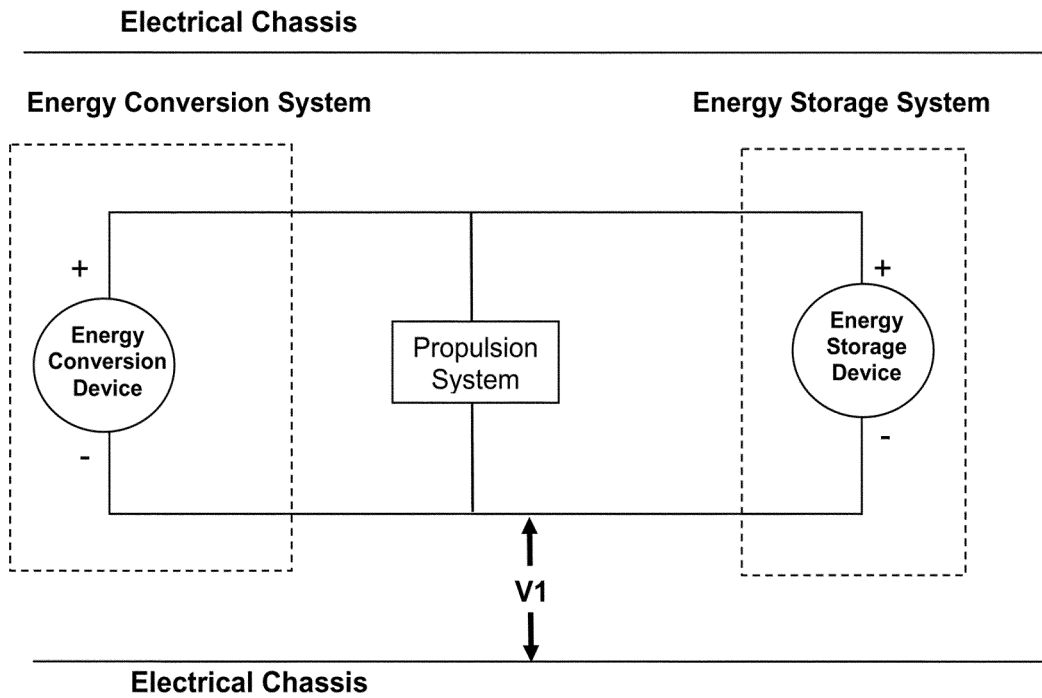 Electrical Chassis
Energy Conversion System
Energy Storage System
+
Energy
Conversion
Device
-
Propulsion
System
+
Energy
Storage
Device
-
V1
Electrical Chassis